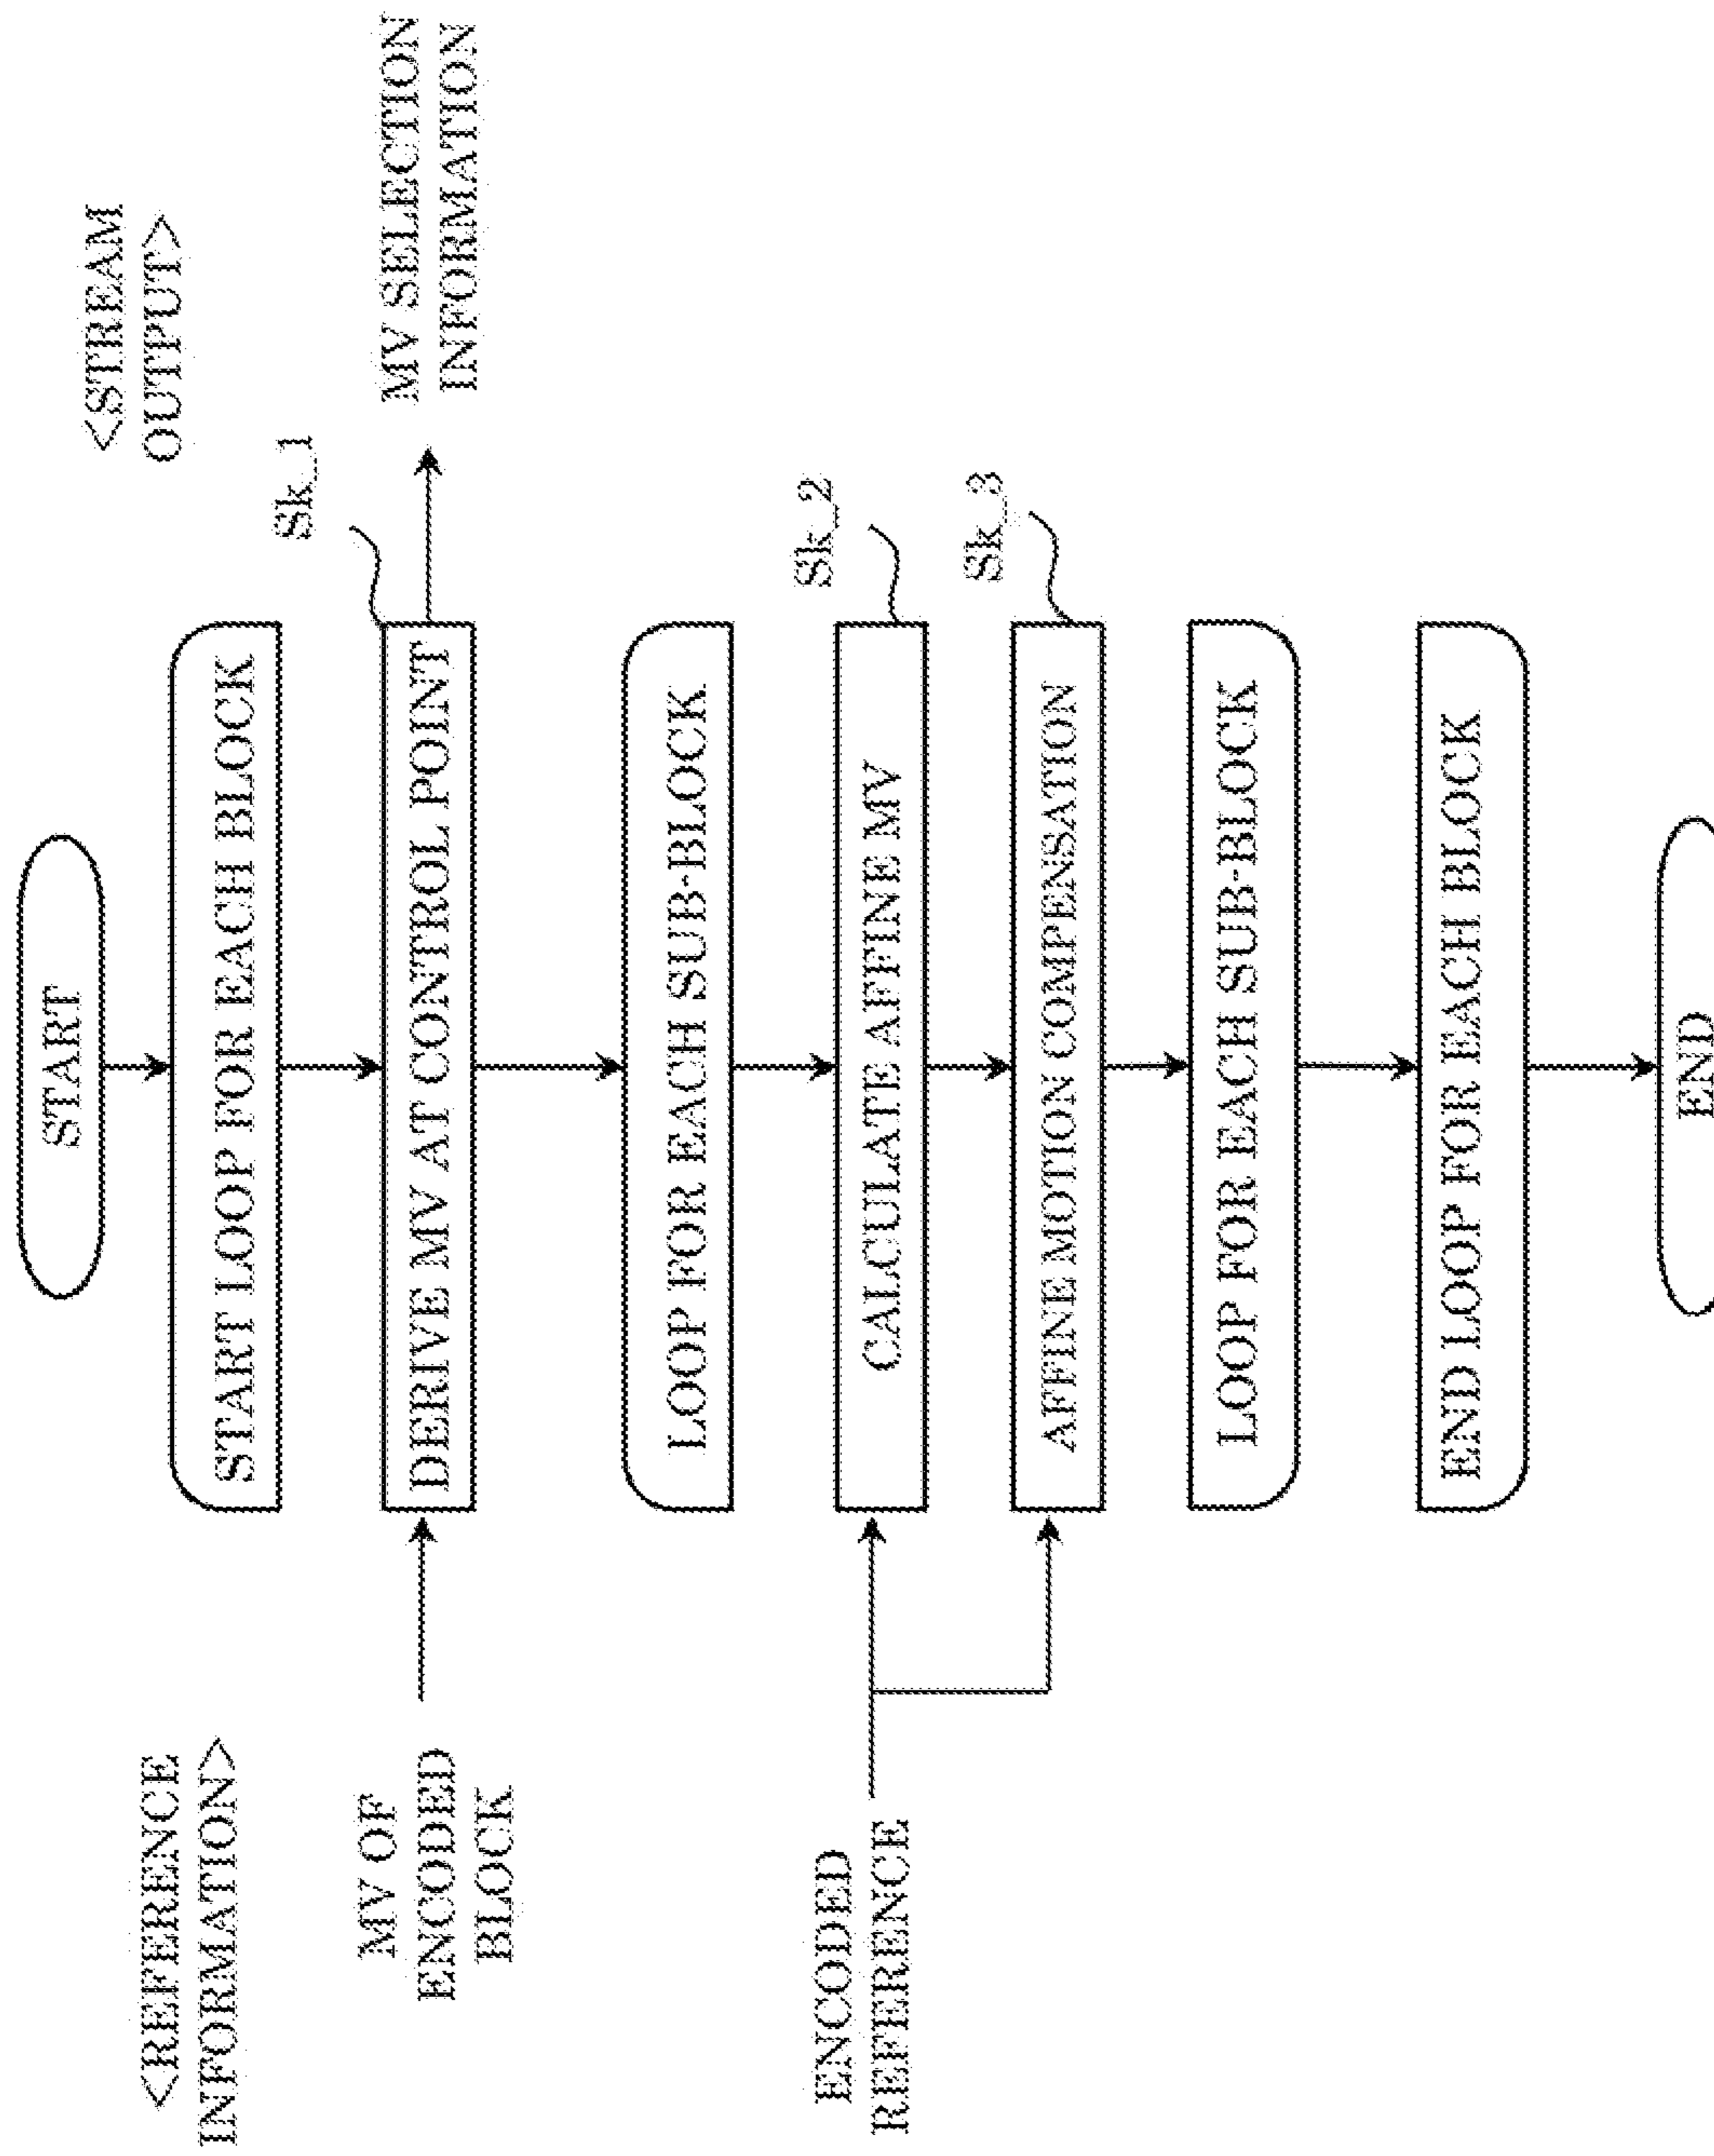 START
<REFERENCE
INFORMATION>
<STREAM
OUTPUT>
START LOOP FOR EACH BLOCK
Sk_1
MV OF
ENCODED
BLOCK
DERIVE MV AT CONTROL POINT
MV SELECTION
INFORMATION
LOOP FOR EACH SUB-BLOCK
Sk_2
ENCODED
REFERENCE
CALCULATE AFFINE MV
Sk_3
AFFINE MOTION COMPENSATION
LOOP FOR EACH SUB-BLOCK
END LOOP FOR EACH BLOCK
END